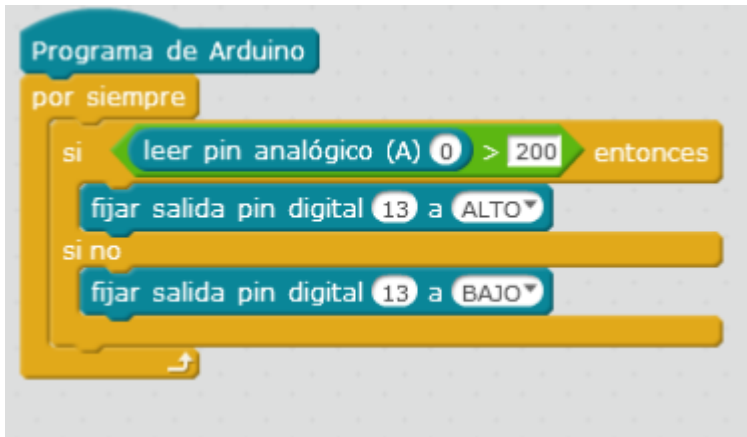 Programa de Arduino
por siempre
si leer pin analógico (A) 0 > 200 entonces
fijar salida pin digital 13 a ALTO
si no
fijar salida pin digital 13 a BAJO